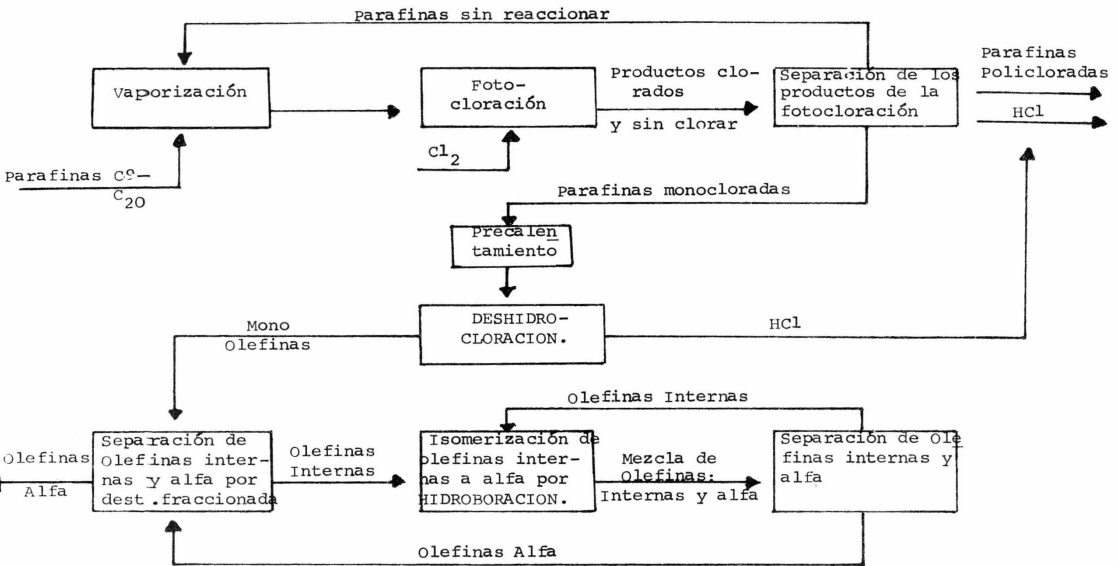 Parafinas sin reaccionar
Vaporización
Foto-
cloración
Productos clo-
rados
y sin clorar
Separación de los
productos de la
fotocloración
Parafinas
Policloradas
HCl
Cl2
Parafinas C9-
C20
Parafinas monocloradas
Precalen
tamiento
DESHIDRO-
CLORACION.
HCl
Mono
Olefinas
Olefinas Internas
Olefinas
Alfa
Separación de
Olefinas inter-
nas y alfa por
dest.fraccionada
Olefinas
Internas
Isomerización de
olefinas inter-
nas a alfa por
HIDROBORACION.
Mezcla de
Olefinas:
Internas y alfa
Separación de Ole
finas internas y
alfa
Olefinas Alfa